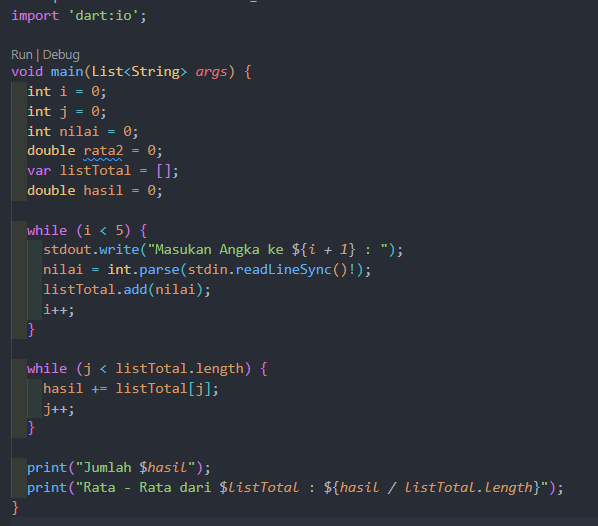 import 'dart:io';
Run | Debug
void main(List<String> args) {
int i = 0;
int j = 0;
int nilai = 0;
double rata2 = 0;
var listTotal = [];
double hasil = 0;
while (i < 5) {
stdout.write("Masukan Angka ke ${i + 1} : ");
nilai = int.parse(stdin.readLineSync()!);
listTotal.add(nilai);
i++;
}
while (j < listTotal.length) {
hasil += listTotal[j];
j++;
}
print("Jumlah $hasil");
print("Rata - Rata dari $listTotal : ${hasil / listTotal.length}");
}